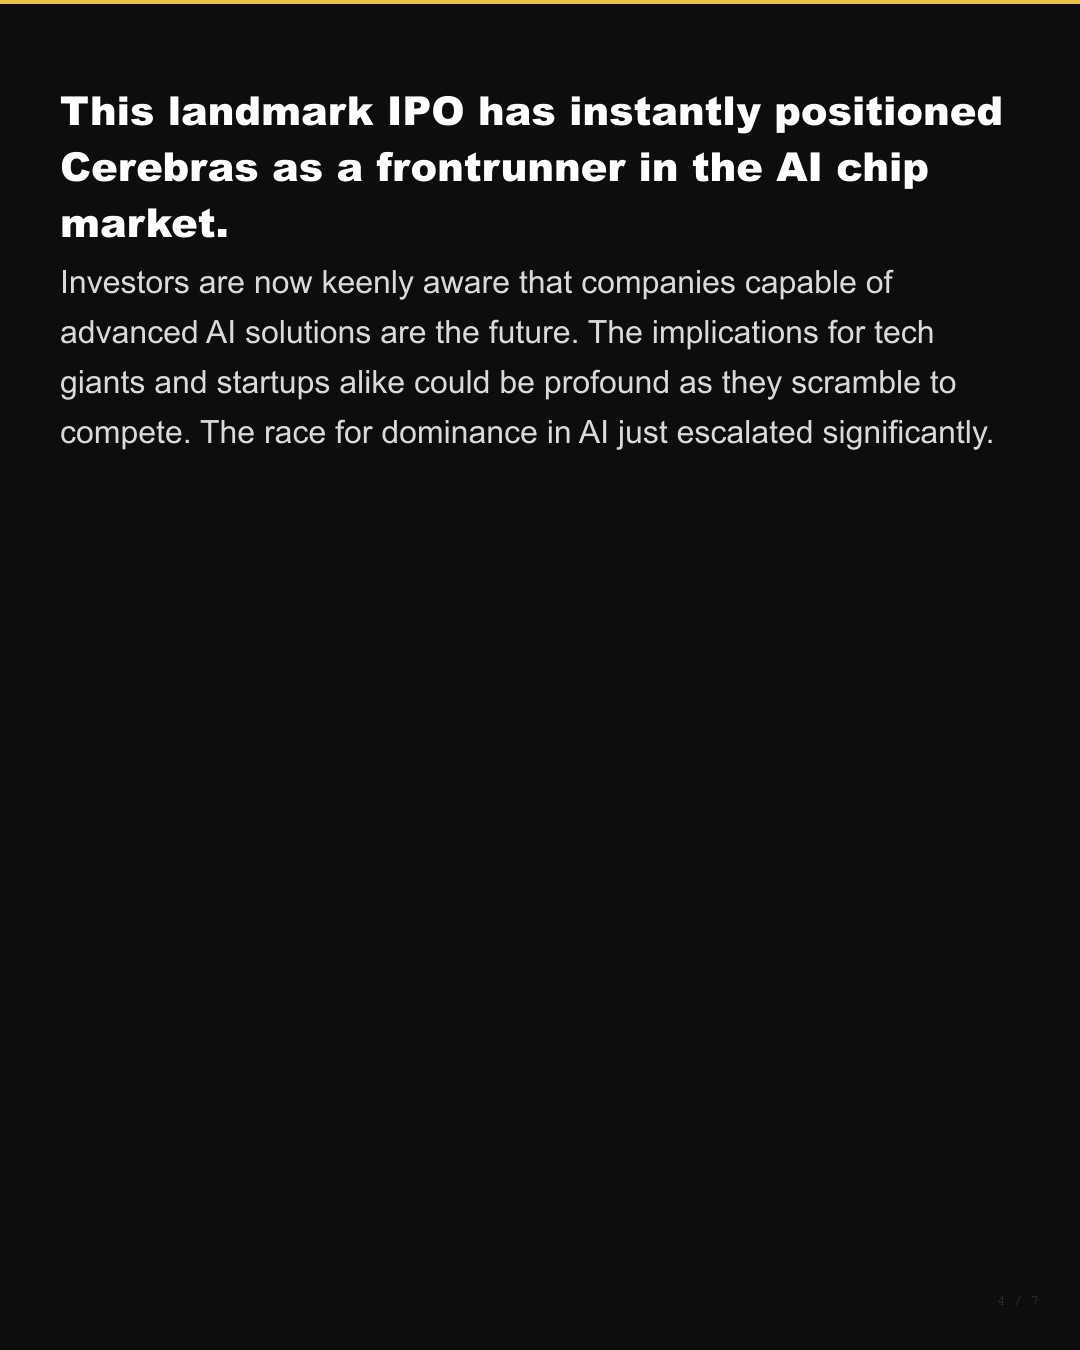 This landmark IPO has instantly positioned
Cerebras as a frontrunner in the AI chip
market.
Investors are now keenly aware that companies capable of
advanced AI solutions are the future. The implications for tech
giants and startups alike could be profound as they scramble to
compete. The race for dominance in AI just escalated significantly.
4 / 7